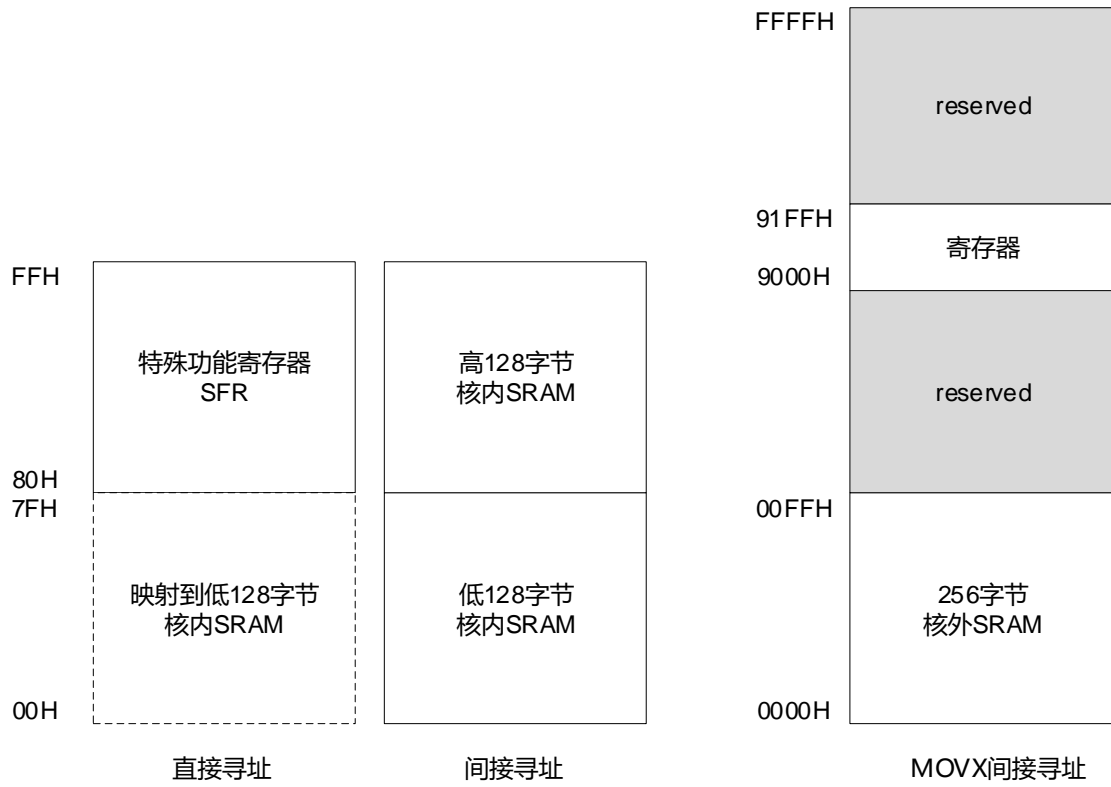 FFFFH
reserved
91FFH
寄存器
FFH
9000H
特殊功能寄存器
SFR
高128字节
核内SRAM
reserved
80H
7FH
00FFH
映射到低128字节
核内SRAM
低128字节
核内SRAM
256字节
核外SRAM
00H
0000H
直接寻址
间接寻址
MOVX间接寻址